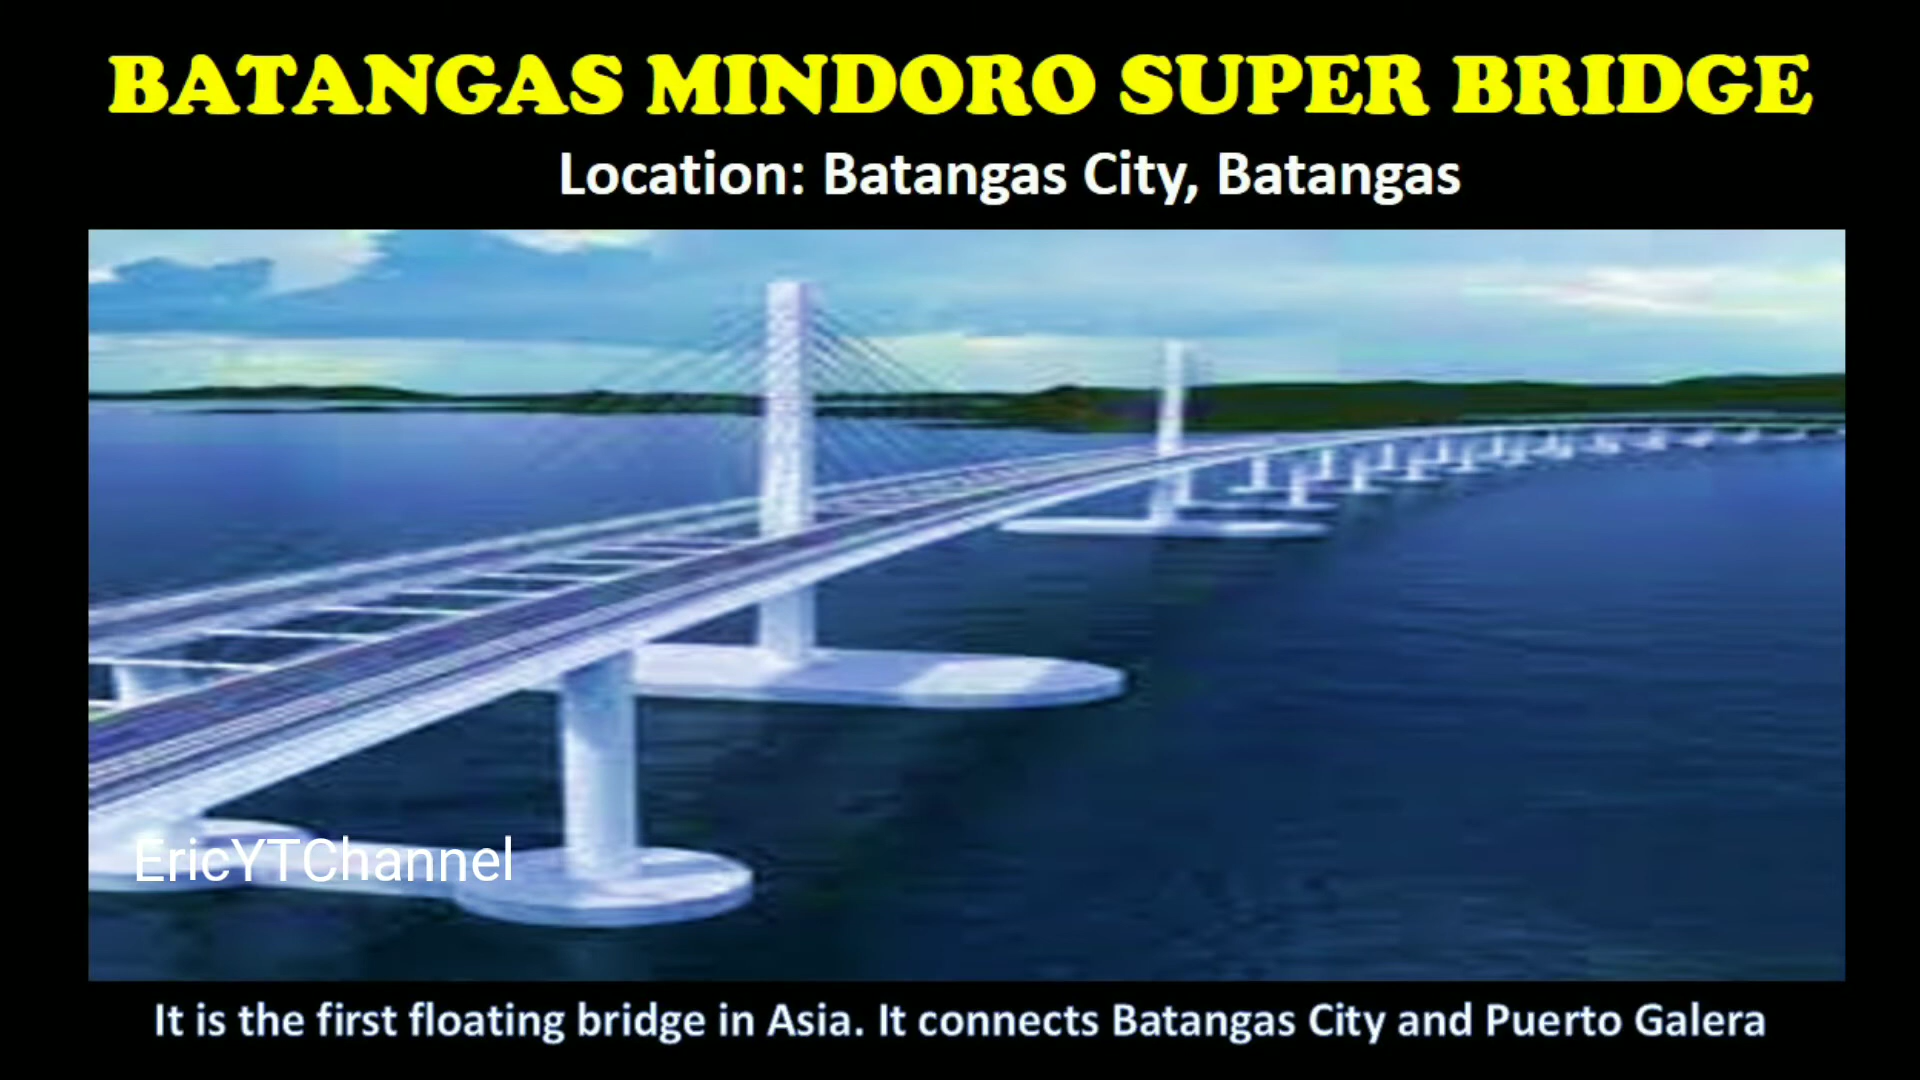 BATANGAS MINDORO SUPER BRIDGE
Location: Batangas City, Batangas
EricYTChannel
It is the first floating bridge in Asia. It connects Batangas City and Puerto Galera